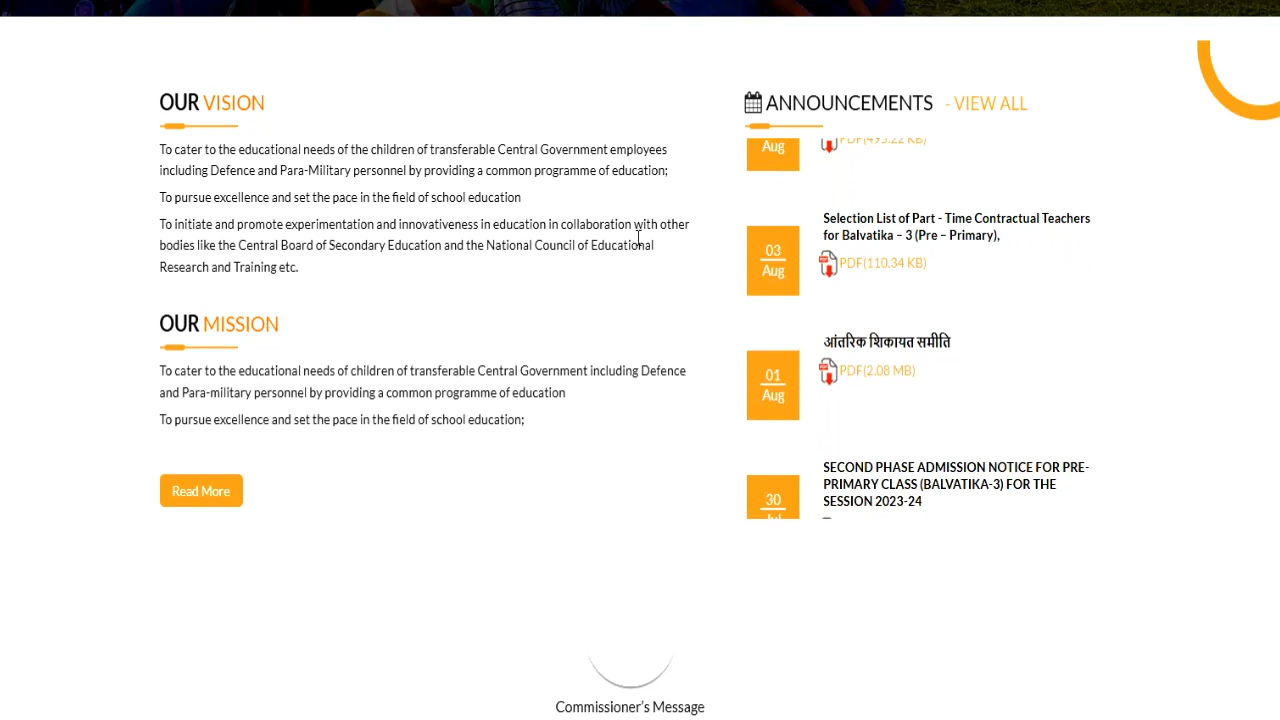 OUR VISION
To cater to the educational needs of the children of transferable Central Government employees
including Defence and Para-Military personnel by providing a common programme of education;
To pursue excellence and set the pace in the field of school education
To initiate and promote experimentation and innovativeness in education in collaboration with other
bodies like the Central Board of Secondary Education and the National Council of Educational
Research and Training etc.
OUR MISSION
To cater to the educational needs of children of transferable Central Government including Defence
and Para-military personnel by providing a common programme of education
To pursue excellence and set the pace in the field of school education;
Read More
ANNOUNCEMENTS - VIEW ALL
Aug
PDF(495.22 KB)
03
Aug
Selection List of Part - Time Contractual Teachers
for Balvatika – 3 (Pre – Primary),
PDF(110.34 KB)
01
Aug
आंतरिक शिकायत समीति
PDF(2.08 MB)
30
Jul
SECOND PHASE ADMISSION NOTICE FOR PRE-
PRIMARY CLASS (BALVATIKA-3) FOR THE
SESSION 2023-24
Commissioner's Message